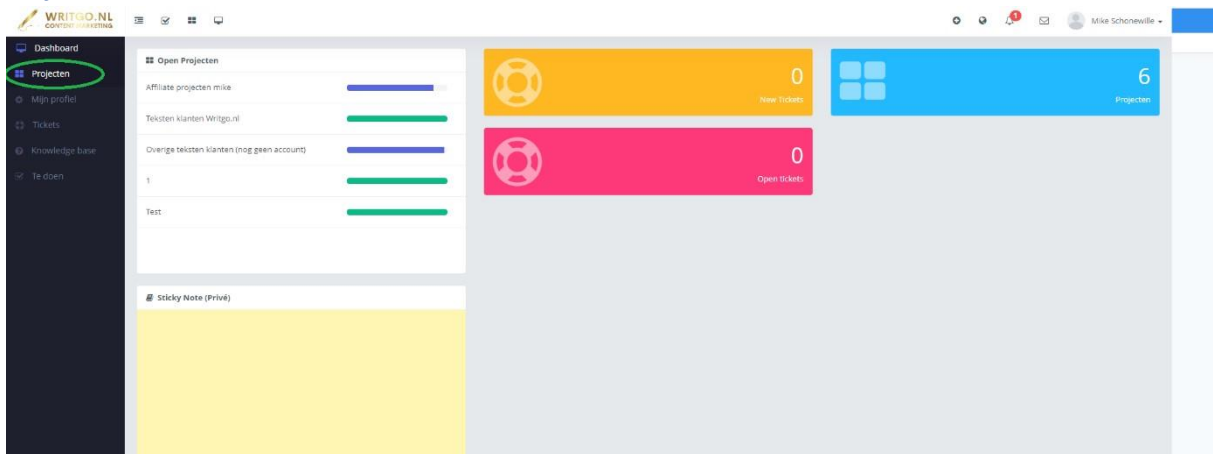 WRITGO.NL
CONTENT MARKETING
1
Mike Schonewille
Dashboard
Projecten
Mijn profiel
Tickets
Knowledge base
Te doen
Open Projecten
Affiliate projecten mike
Teksten klanten Writgo.nl
Overige teksten klanten (nog geen account)
1
Test
Sticky Note (Privé)
0
New Tickets
0
Open tickets
6
Projecten